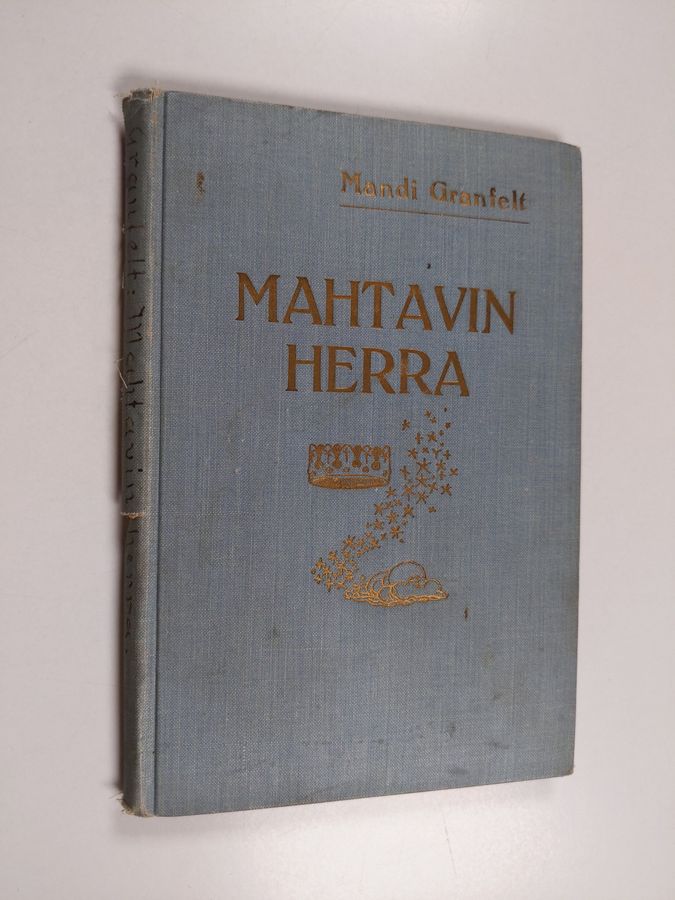 Mandi Granfelt
MAHTAVIN
HERRA
Granfelt: Mahtavin herra.